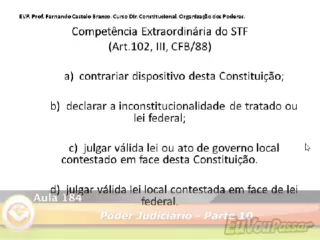 EVP. Prof. Fernando Castelo Branco. Curso Dir. Constitucional. Organização dos Poderes.
Competência Extraordinária do STF
(Art.102, III, CFB/88)
a) contrariar dispositivo desta Constituição;
b) declarar a inconstitucionalidade de tratado ou
lei federal;
c) julgar válida lei ou ato de governo local
contestado em face desta Constituição.
d) julgar válida lei local contestada em face de lei
federal.
Aula 184
Poder Judiciário – Parte 10
EUVOUPASSAR